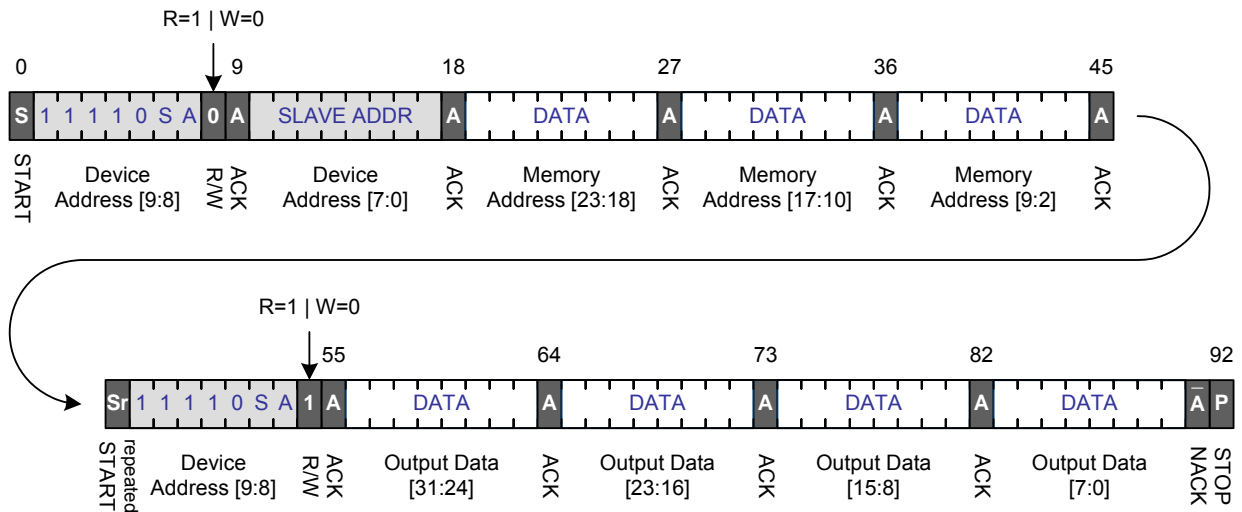 R=1 | W=0
0 9 18 27 36 45
S 1 1 1 1 0 S A 0 A SLAVE ADDR A DATA A DATA A DATA A
START Device Address [9:8] R/W ACK Device Address [7:0] ACK Memory Address [23:18] ACK Memory Address [17:10] ACK Memory Address [9:2] ACK
R=1 | W=0
55 64 73 82 92
Sr 1 1 1 1 0 S A 1 A DATA A DATA A DATA A DATA A P
repeated START Device Address [9:8] R/W ACK Output Data [31:24] ACK Output Data [23:16] ACK Output Data [15:8] ACK Output Data [7:0] NACK STOP